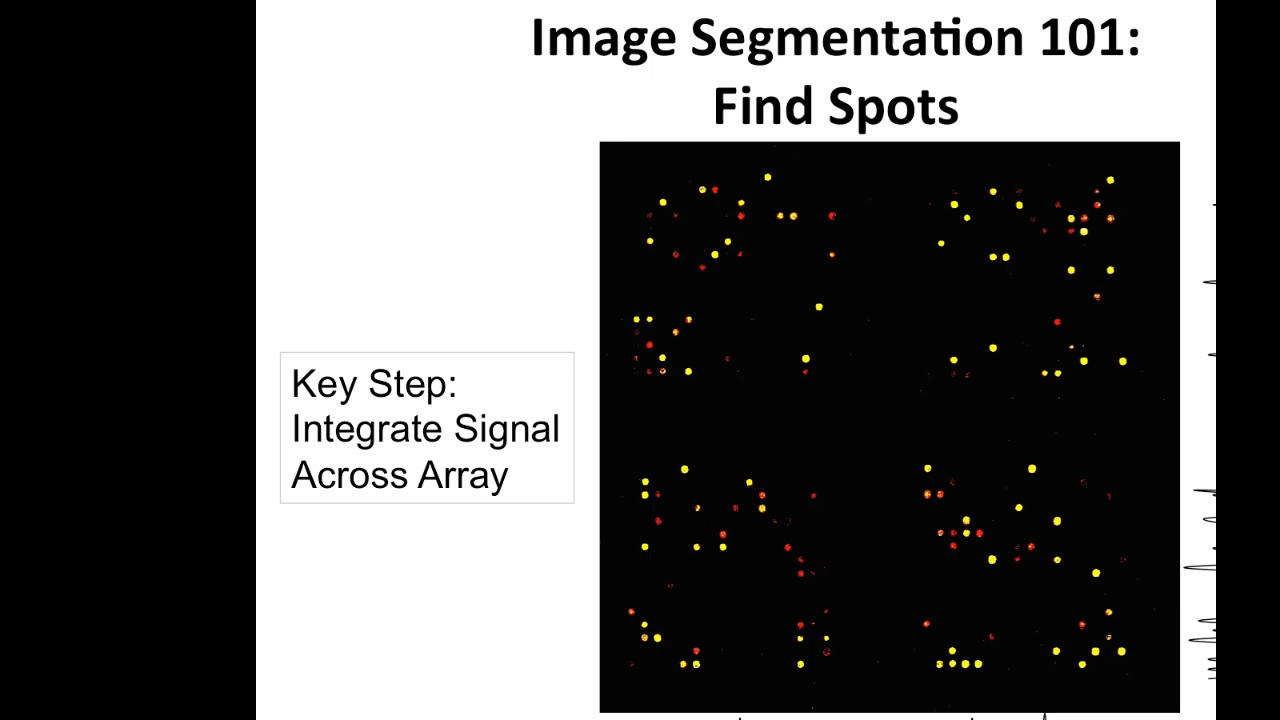 Image Segmentation 101:
Find Spots
Key Step:
Integrate Signal
Across Array